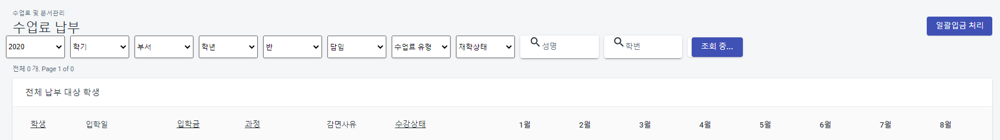 수업료 및 문서관리
수업료 납부
일괄입금 처리
2020 학기 부서 학년 반 담임 수업료 유형 재학상태 성명 학번 조회 중...
전체 0 개. Page 1 of 0
전체 납부 대상 학생
학생 입학일 입학금 과정 감면사유 수강상태 1월 2월 3월 4월 5월 6월 7월 8월